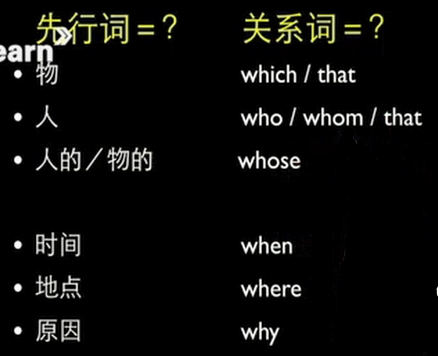 先行词 = ? 关系词 = ?
earn»
• 物 which / that
• 人 who / whom / that
• 人的／物的 whose
• 时间 when
• 地点 where
• 原因 why